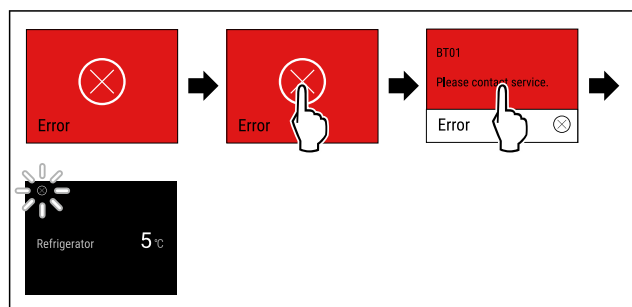 Error
Error
BT01
Please contact service.
Error
Refrigerator 5 °C